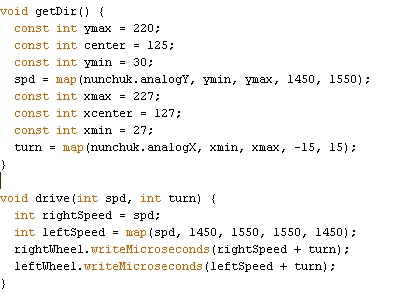 void getDir() {
  const int ymax = 220;
  const int center = 125;
  const int ymin = 30;
  spd = map(nunchuk.analogY, ymin, ymax, 1450, 1550);
  const int xmax = 227;
  const int xcenter = 127;
  const int xmin = 27;
  turn = map(nunchuk.analogX, xmin, xmax, -15, 15);
}

void drive(int spd, int turn) {
  int rightSpeed = spd;
  int leftSpeed = map(spd, 1450, 1550, 1550, 1450);
  rightWheel.writeMicroseconds(rightSpeed + turn);
  leftWheel.writeMicroseconds(leftSpeed + turn);
}